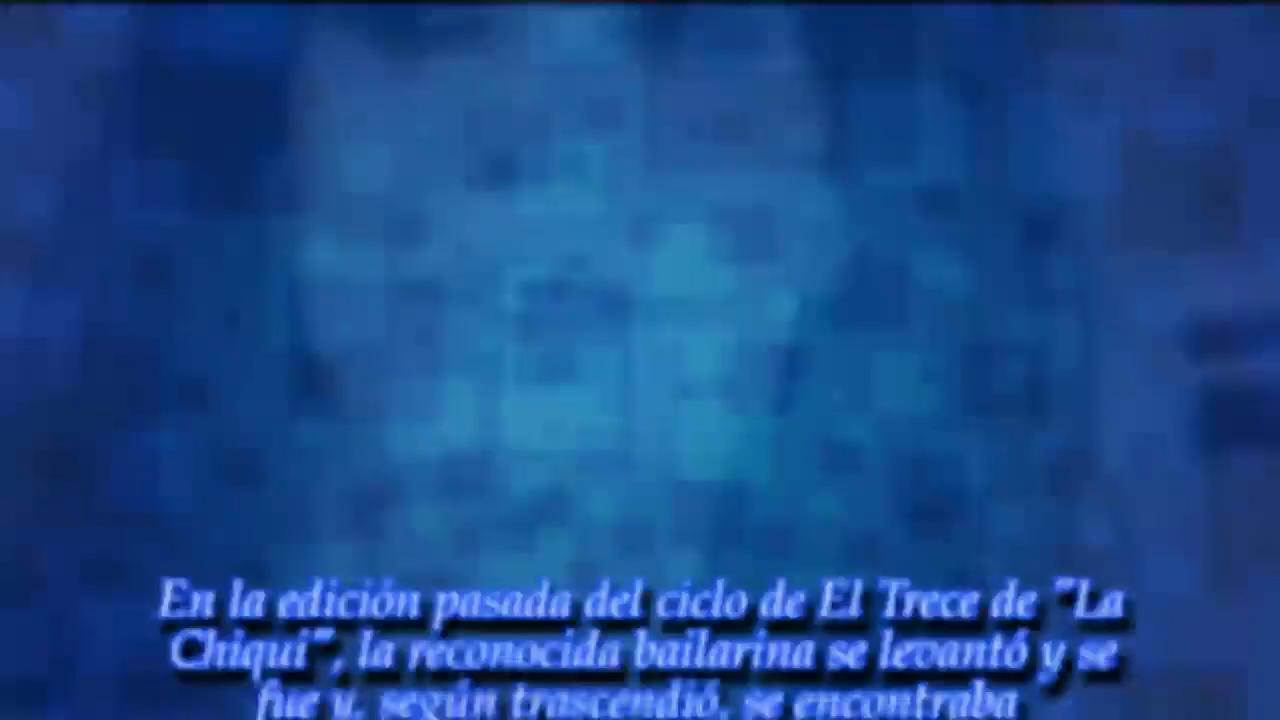 En la edición pasada del ciclo de El Trece de "La
Chiqui", la reconocida bailarina se levantó y se
fue y, según trascendió, se encontraba